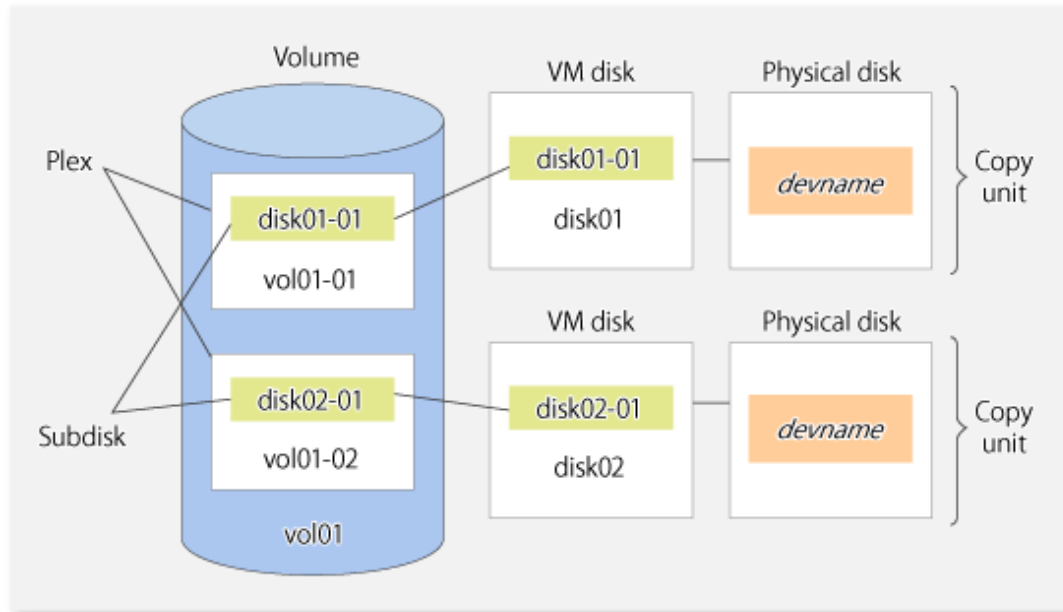 Volume
VM disk
Physical disk
Plex
disk01-01
vol01-01
disk01-01
disk01
devname
Copy
unit
VM disk
Physical disk
Subdisk
disk02-01
vol01-02
disk02-01
disk02
devname
Copy
unit
vol01